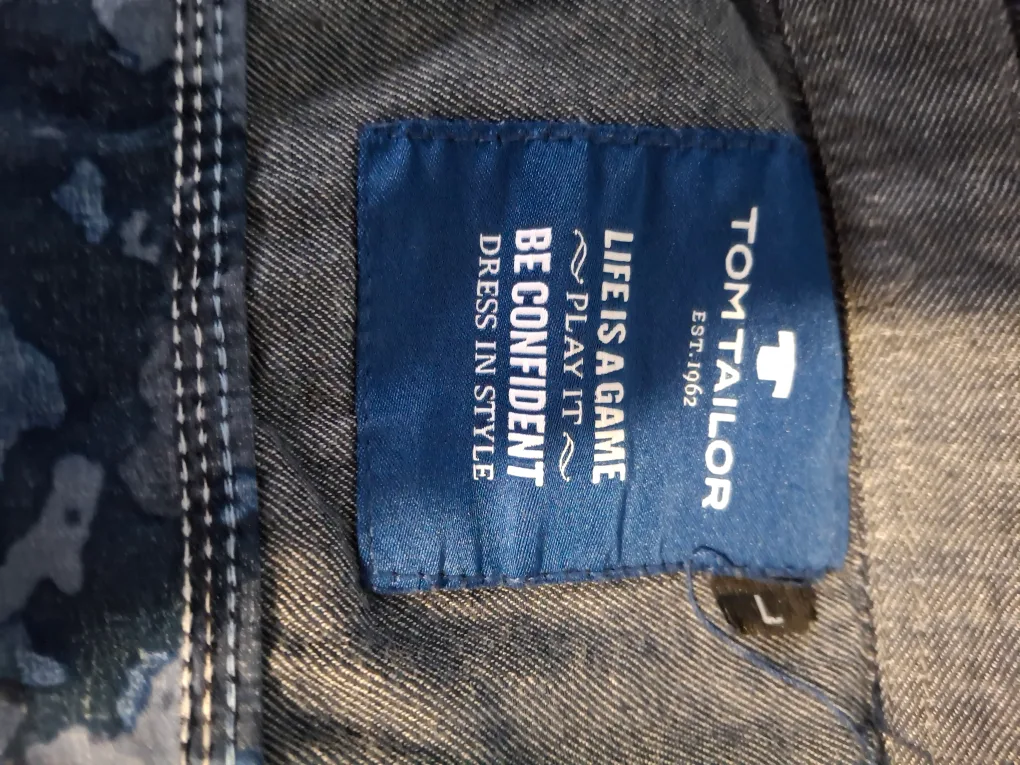 TOM TAILOR
EST.1962
LIFE IS A GAME
PLAY IT
BE CONFIDENT
DRESS IN STYLE
L